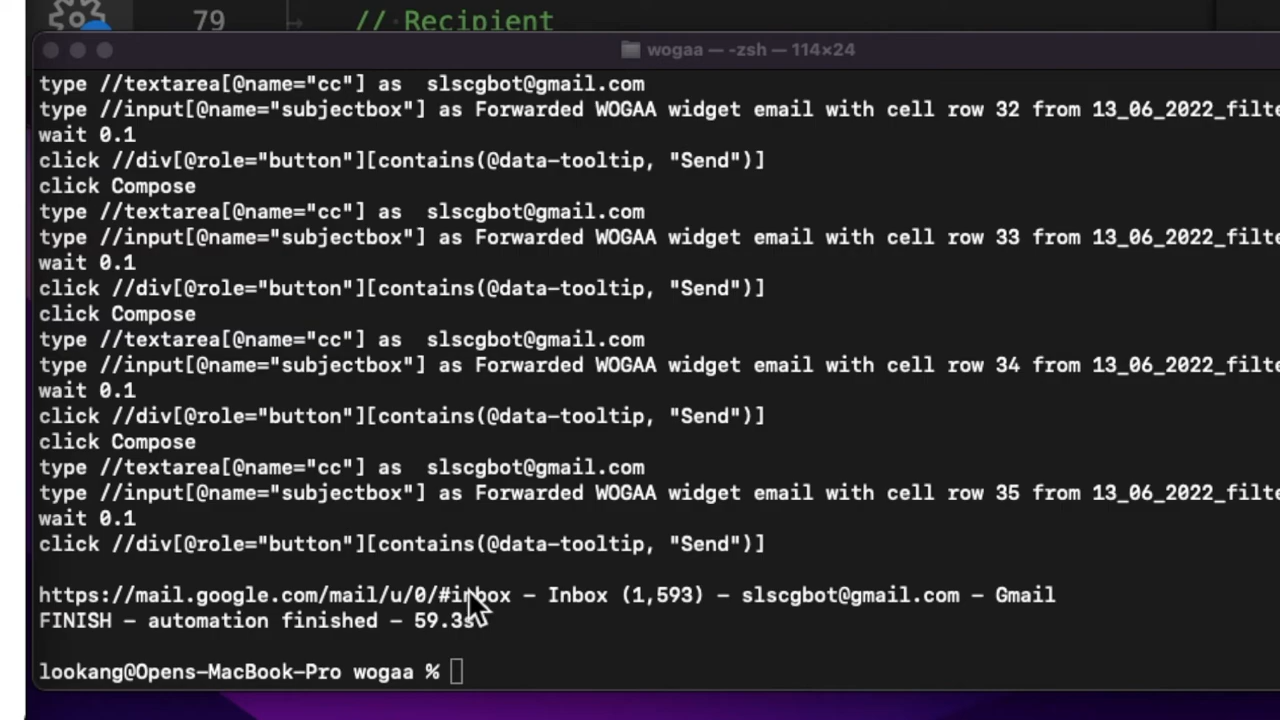 79 // Recipient
wogaa — -zsh — 114×24
type //textarea[@name="cc"] as  slscgbot@gmail.com
type //input[@name="subjectbox"] as Forwarded WOGAA widget email with cell row 32 from 13_06_2022_filte
wait 0.1
click //div[@role="button"][contains(@data-tooltip, "Send")]
click Compose
type //textarea[@name="cc"] as  slscgbot@gmail.com
type //input[@name="subjectbox"] as Forwarded WOGAA widget email with cell row 33 from 13_06_2022_filte
wait 0.1
click //div[@role="button"][contains(@data-tooltip, "Send")]
click Compose
type //textarea[@name="cc"] as  slscgbot@gmail.com
type //input[@name="subjectbox"] as Forwarded WOGAA widget email with cell row 34 from 13_06_2022_filte
wait 0.1
click //div[@role="button"][contains(@data-tooltip, "Send")]
click Compose
type //textarea[@name="cc"] as  slscgbot@gmail.com
type //input[@name="subjectbox"] as Forwarded WOGAA widget email with cell row 35 from 13_06_2022_filte
wait 0.1
click //div[@role="button"][contains(@data-tooltip, "Send")]
https://mail.google.com/mail/u/0/#inbox – Inbox (1,593) – slscgbot@gmail.com – Gmail
FINISH – automation finished – 59.3s
lookang@Opens-MacBook-Pro wogaa %